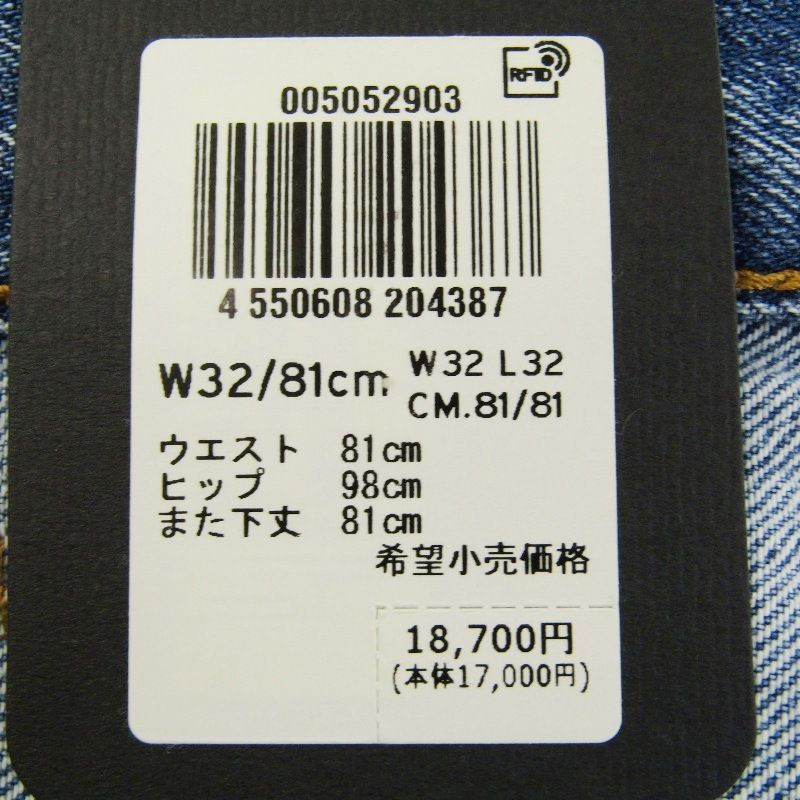 RFID
005052903
4 550608 204387
W32/81cm
W32 L32
CM.81/81
ウエスト 81cm
ヒップ 98cm
また下丈 81cm
希望小売価格
18,700円
(本体17,000円)